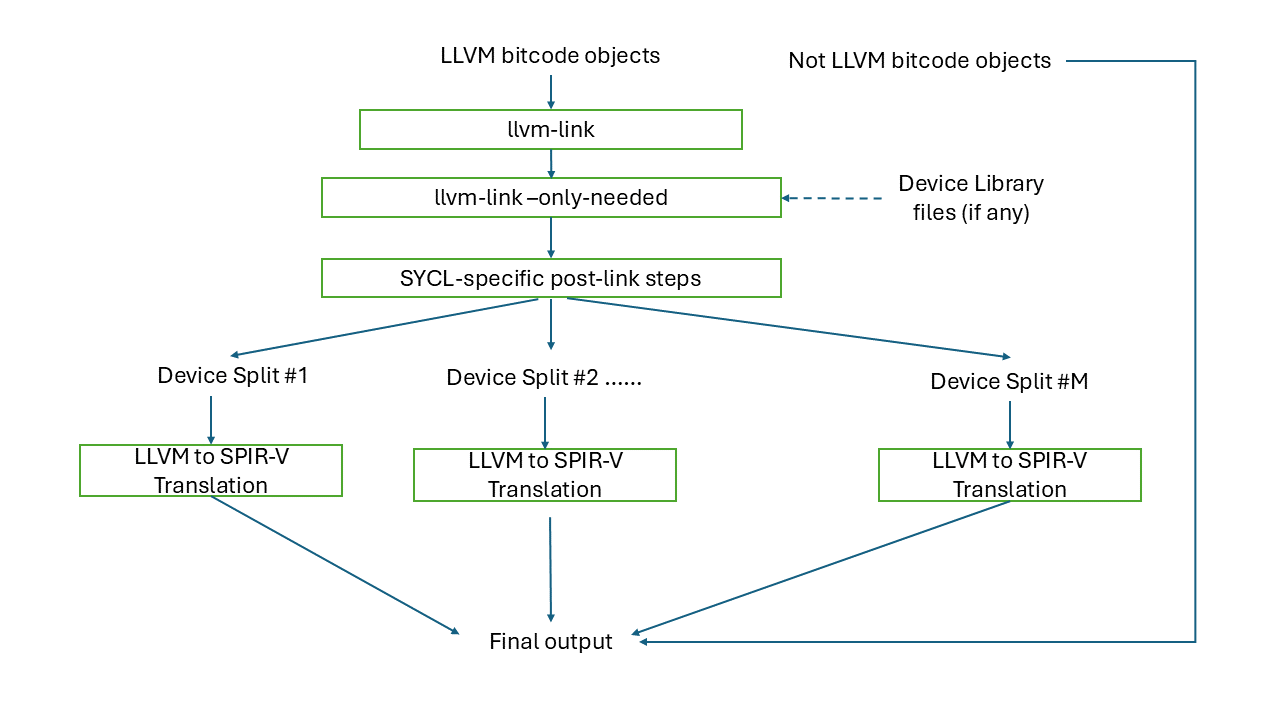 LLVM bitcode objects
Not LLVM bitcode objects
llvm-link
llvm-link –only-needed
Device Library
files (if any)
SYCL-specific post-link steps
Device Split #1
Device Split #2 ......
Device Split #M
LLVM to SPIR-V
Translation
LLVM to SPIR-V
Translation
LLVM to SPIR-V
Translation
Final output